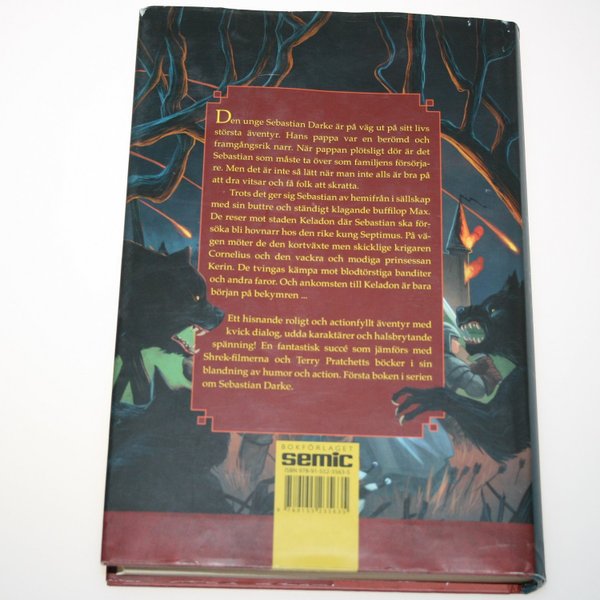 Den unge Sebastian Darke är på väg ut på sitt livs
största äventyr. Hans pappa var en berömd och
framgångsrik narr. När pappan plötsligt dör är det
Sebastian som måste ta över som familjens försörja-
re. Men det är inte så lätt när man inte alls är bra på
att dra vitsar och få folk att skratta.
Trots det ger sig Sebastian av hemifrån i sällskap
med sin buttre och ständigt klagande buffilop Max.
De reser mot staden Keladon där Sebastian ska för-
söka bli hovnarr hos den rike kung Septimus. På vä-
gen möter de den kortväxte men skicklige krigaren
Cornelius och den vackra och modiga prinsessan
Kerin. De tvingas kämpa mot blodtörstiga banditer
och andra faror. Och ankomsten till Keladon är bara
början på bekymren ...
Ett hisnande roligt och actionfyllt äventyr med
kvick dialog, udda karaktärer och halsbrytande
spänning! En fantastisk succé som jämförs med
Shrek-filmerna och Terry Pratchetts böcker i sin
blandning av humor och action. Första boken i serien
om Sebastian Darke.
BOKFÖRLAGET
semic